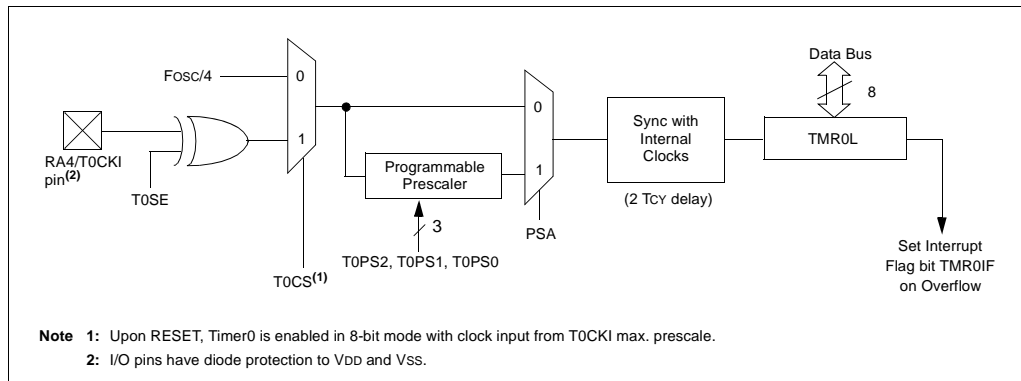 Data Bus
8
FOSC/4
0
1
RA4/T0CKI
pin(2)
T0SE
T0CS(1)
Programmable
Prescaler
3
T0PS2, T0PS1, T0PS0
0
1
PSA
Sync with
Internal
Clocks
(2 TCY delay)
TMR0L
Set Interrupt
Flag bit TMR0IF
on Overflow
Note 1: Upon RESET, Timer0 is enabled in 8-bit mode with clock input from T0CKI max. prescale.
2: I/O pins have diode protection to VDD and VSS.